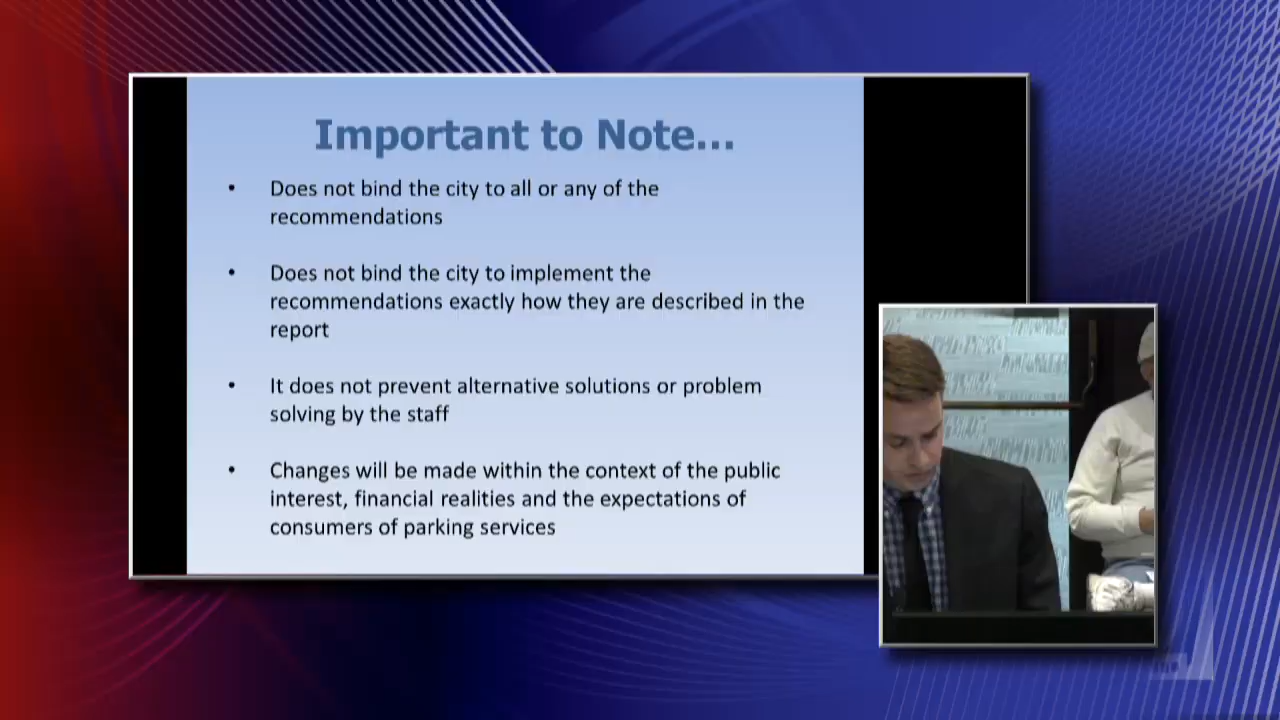 Important to Note...
• Does not bind the city to all or any of the
recommendations
• Does not bind the city to implement the
recommendations exactly how they are described in the
report
• It does not prevent alternative solutions or problem
solving by the staff
• Changes will be made within the context of the public
interest, financial realities and the expectations of
consumers of parking services